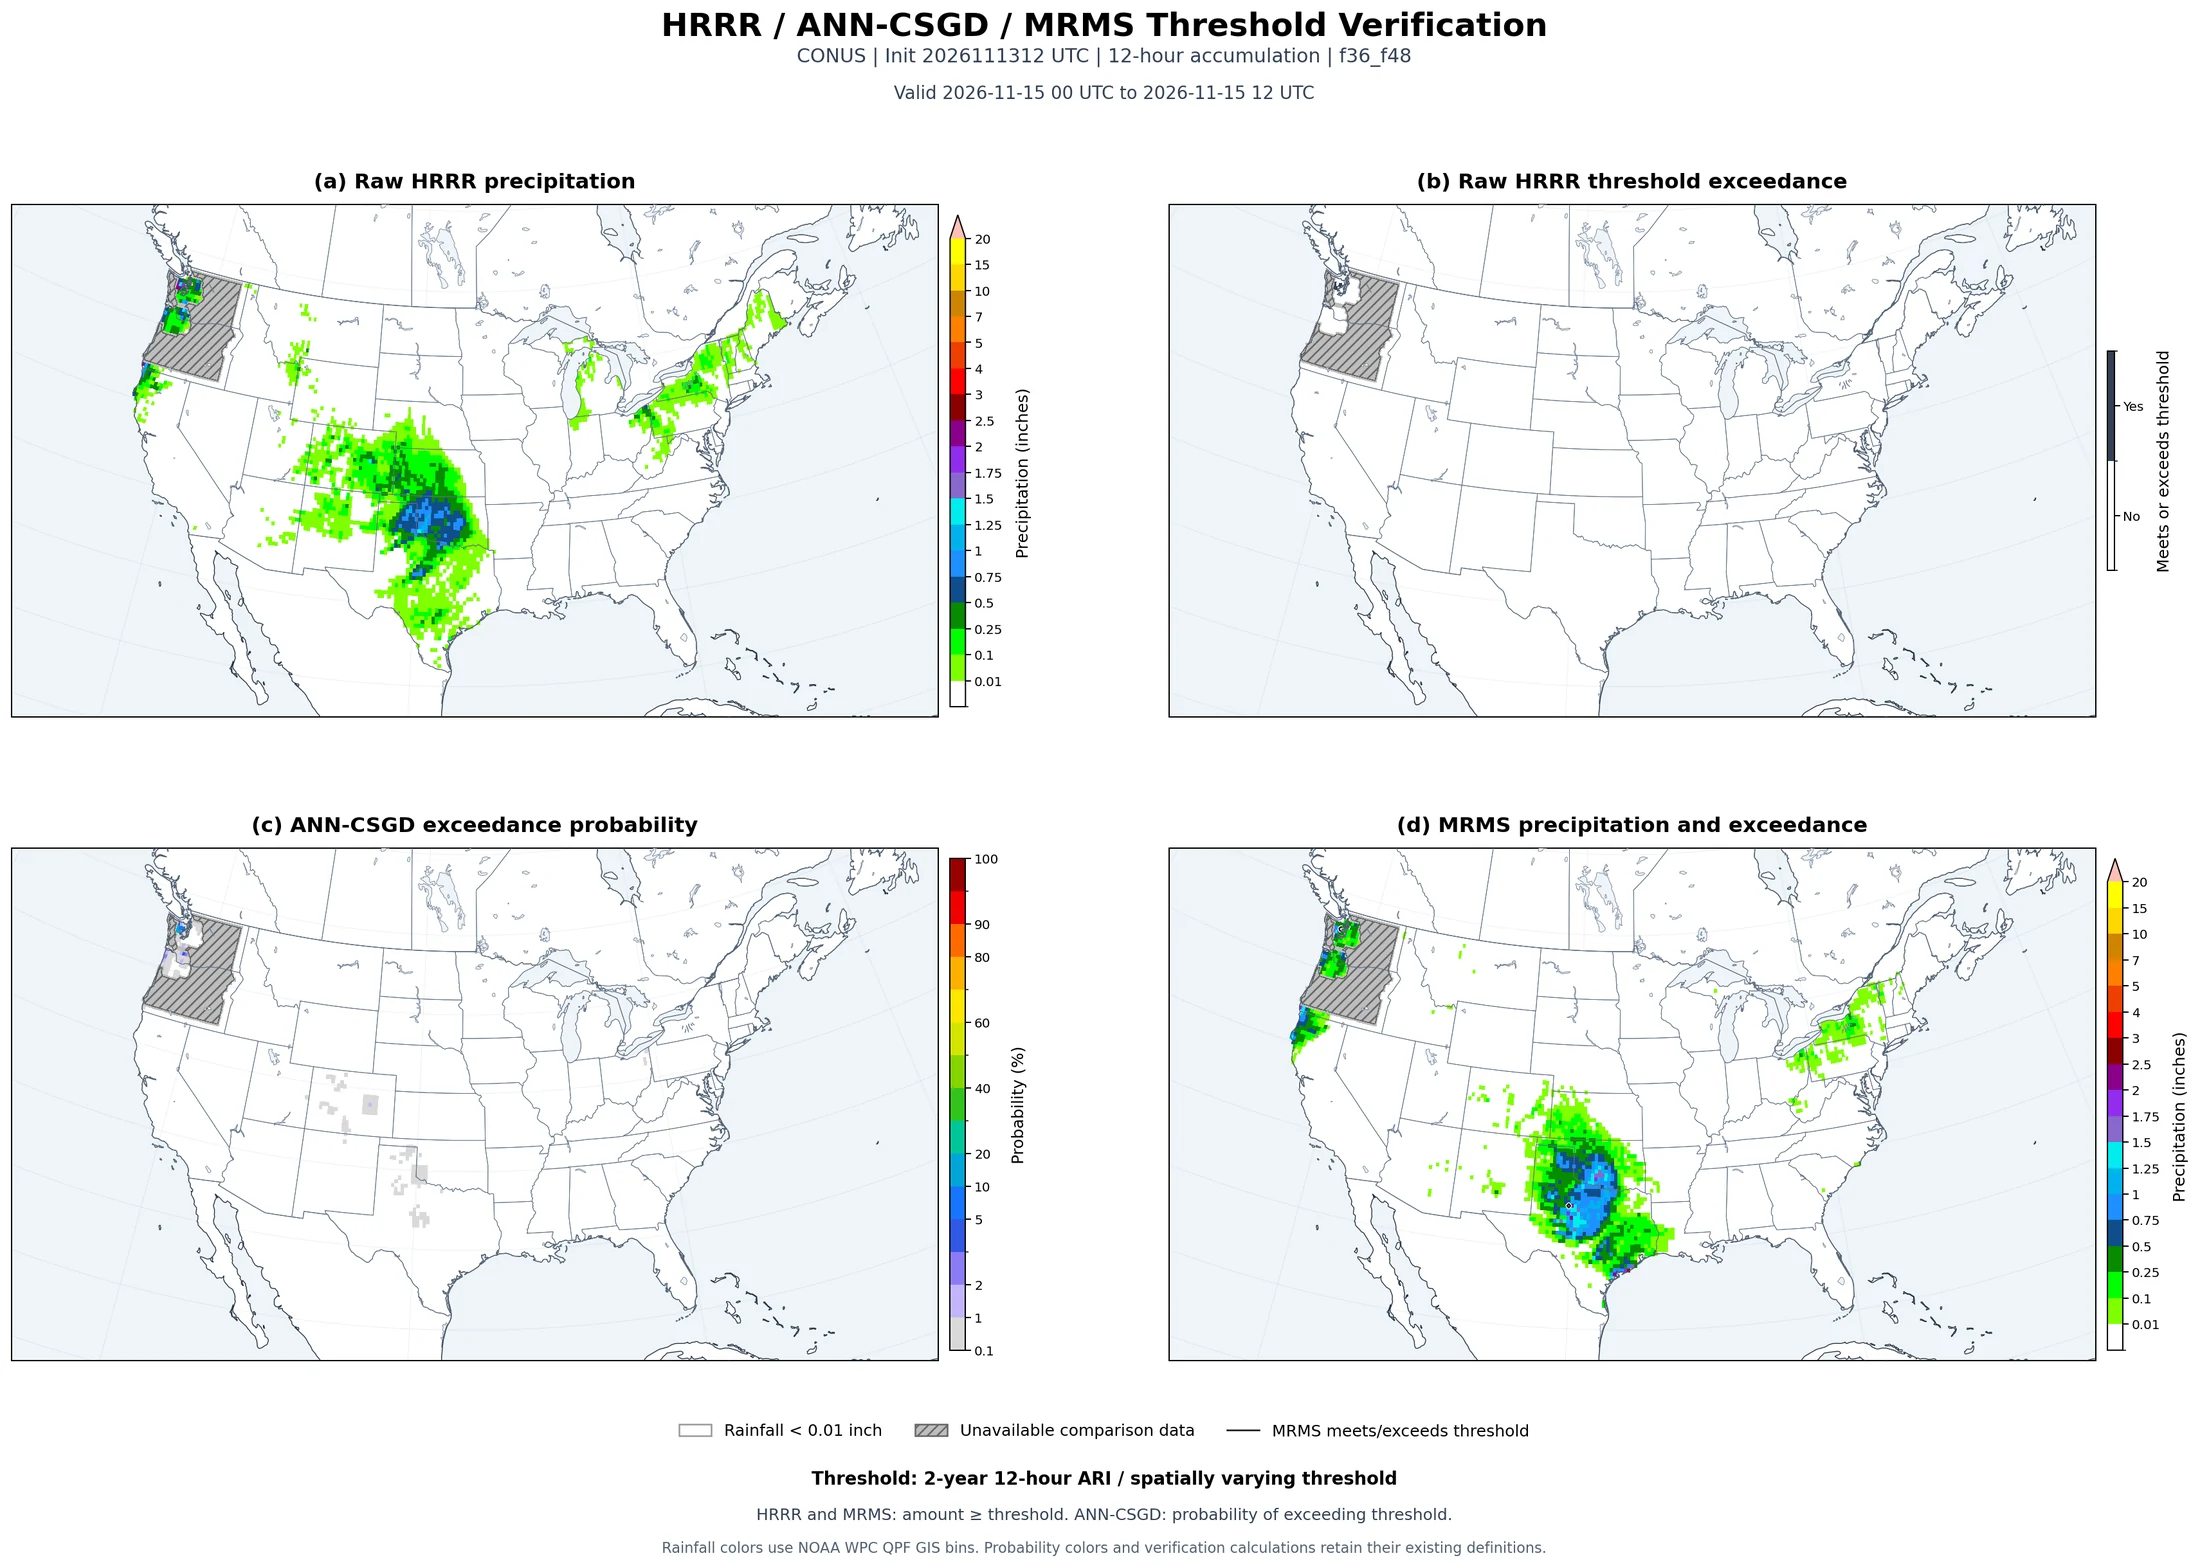 HRRR / ANN-CSGD / MRMS Threshold Verification
CONUS | Init 2026111312 UTC | 12-hour accumulation | f36_f48
Valid 2026-11-15 00 UTC to 2026-11-15 12 UTC
(a) Raw HRRR precipitation
20
15
10
7
5
4
3
2.5
2
1.75
1.5
1.25
1
0.75
0.5
0.25
0.1
0.01
Precipitation (inches)
(b) Raw HRRR threshold exceedance
Yes
No
Meets or exceeds threshold
(c) ANN-CSGD exceedance probability
100
90
80
60
40
20
10
5
2
1
0.1
Probability (%)
(d) MRMS precipitation and exceedance
20
15
10
7
5
4
3
2.5
2
1.75
1.5
1.25
1
0.75
0.5
0.25
0.1
0.01
Precipitation (inches)
Rainfall < 0.01 inch
Unavailable comparison data
MRMS meets/exceeds threshold
Threshold: 2-year 12-hour ARI / spatially varying threshold
HRRR and MRMS: amount ≥ threshold. ANN-CSGD: probability of exceeding threshold.
Rainfall colors use NOAA WPC QPF GIS bins. Probability colors and verification calculations retain their existing definitions.